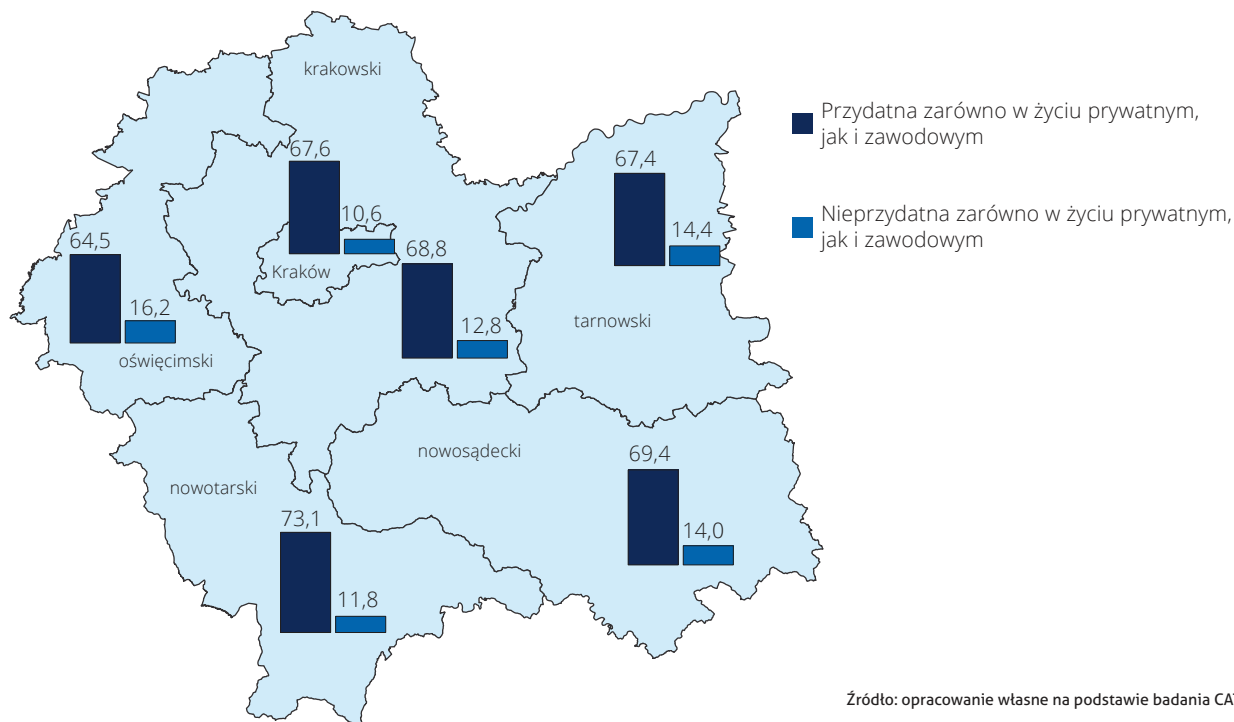 krakowski
Przydatna zarówno w życiu prywatnym,
jak i zawodowym
67,6
67,4
10,6
Nieprzydatna zarówno w życiu prywatnym,
jak i zawodowym
64,5
68,8
14,4
Kraków
16,2
12,8
tarnowski
oświęcimski
nowosądecki
69,4
nowotarski
73,1
14,0
11,8
Źródło: opracowanie własne na podstawie badania